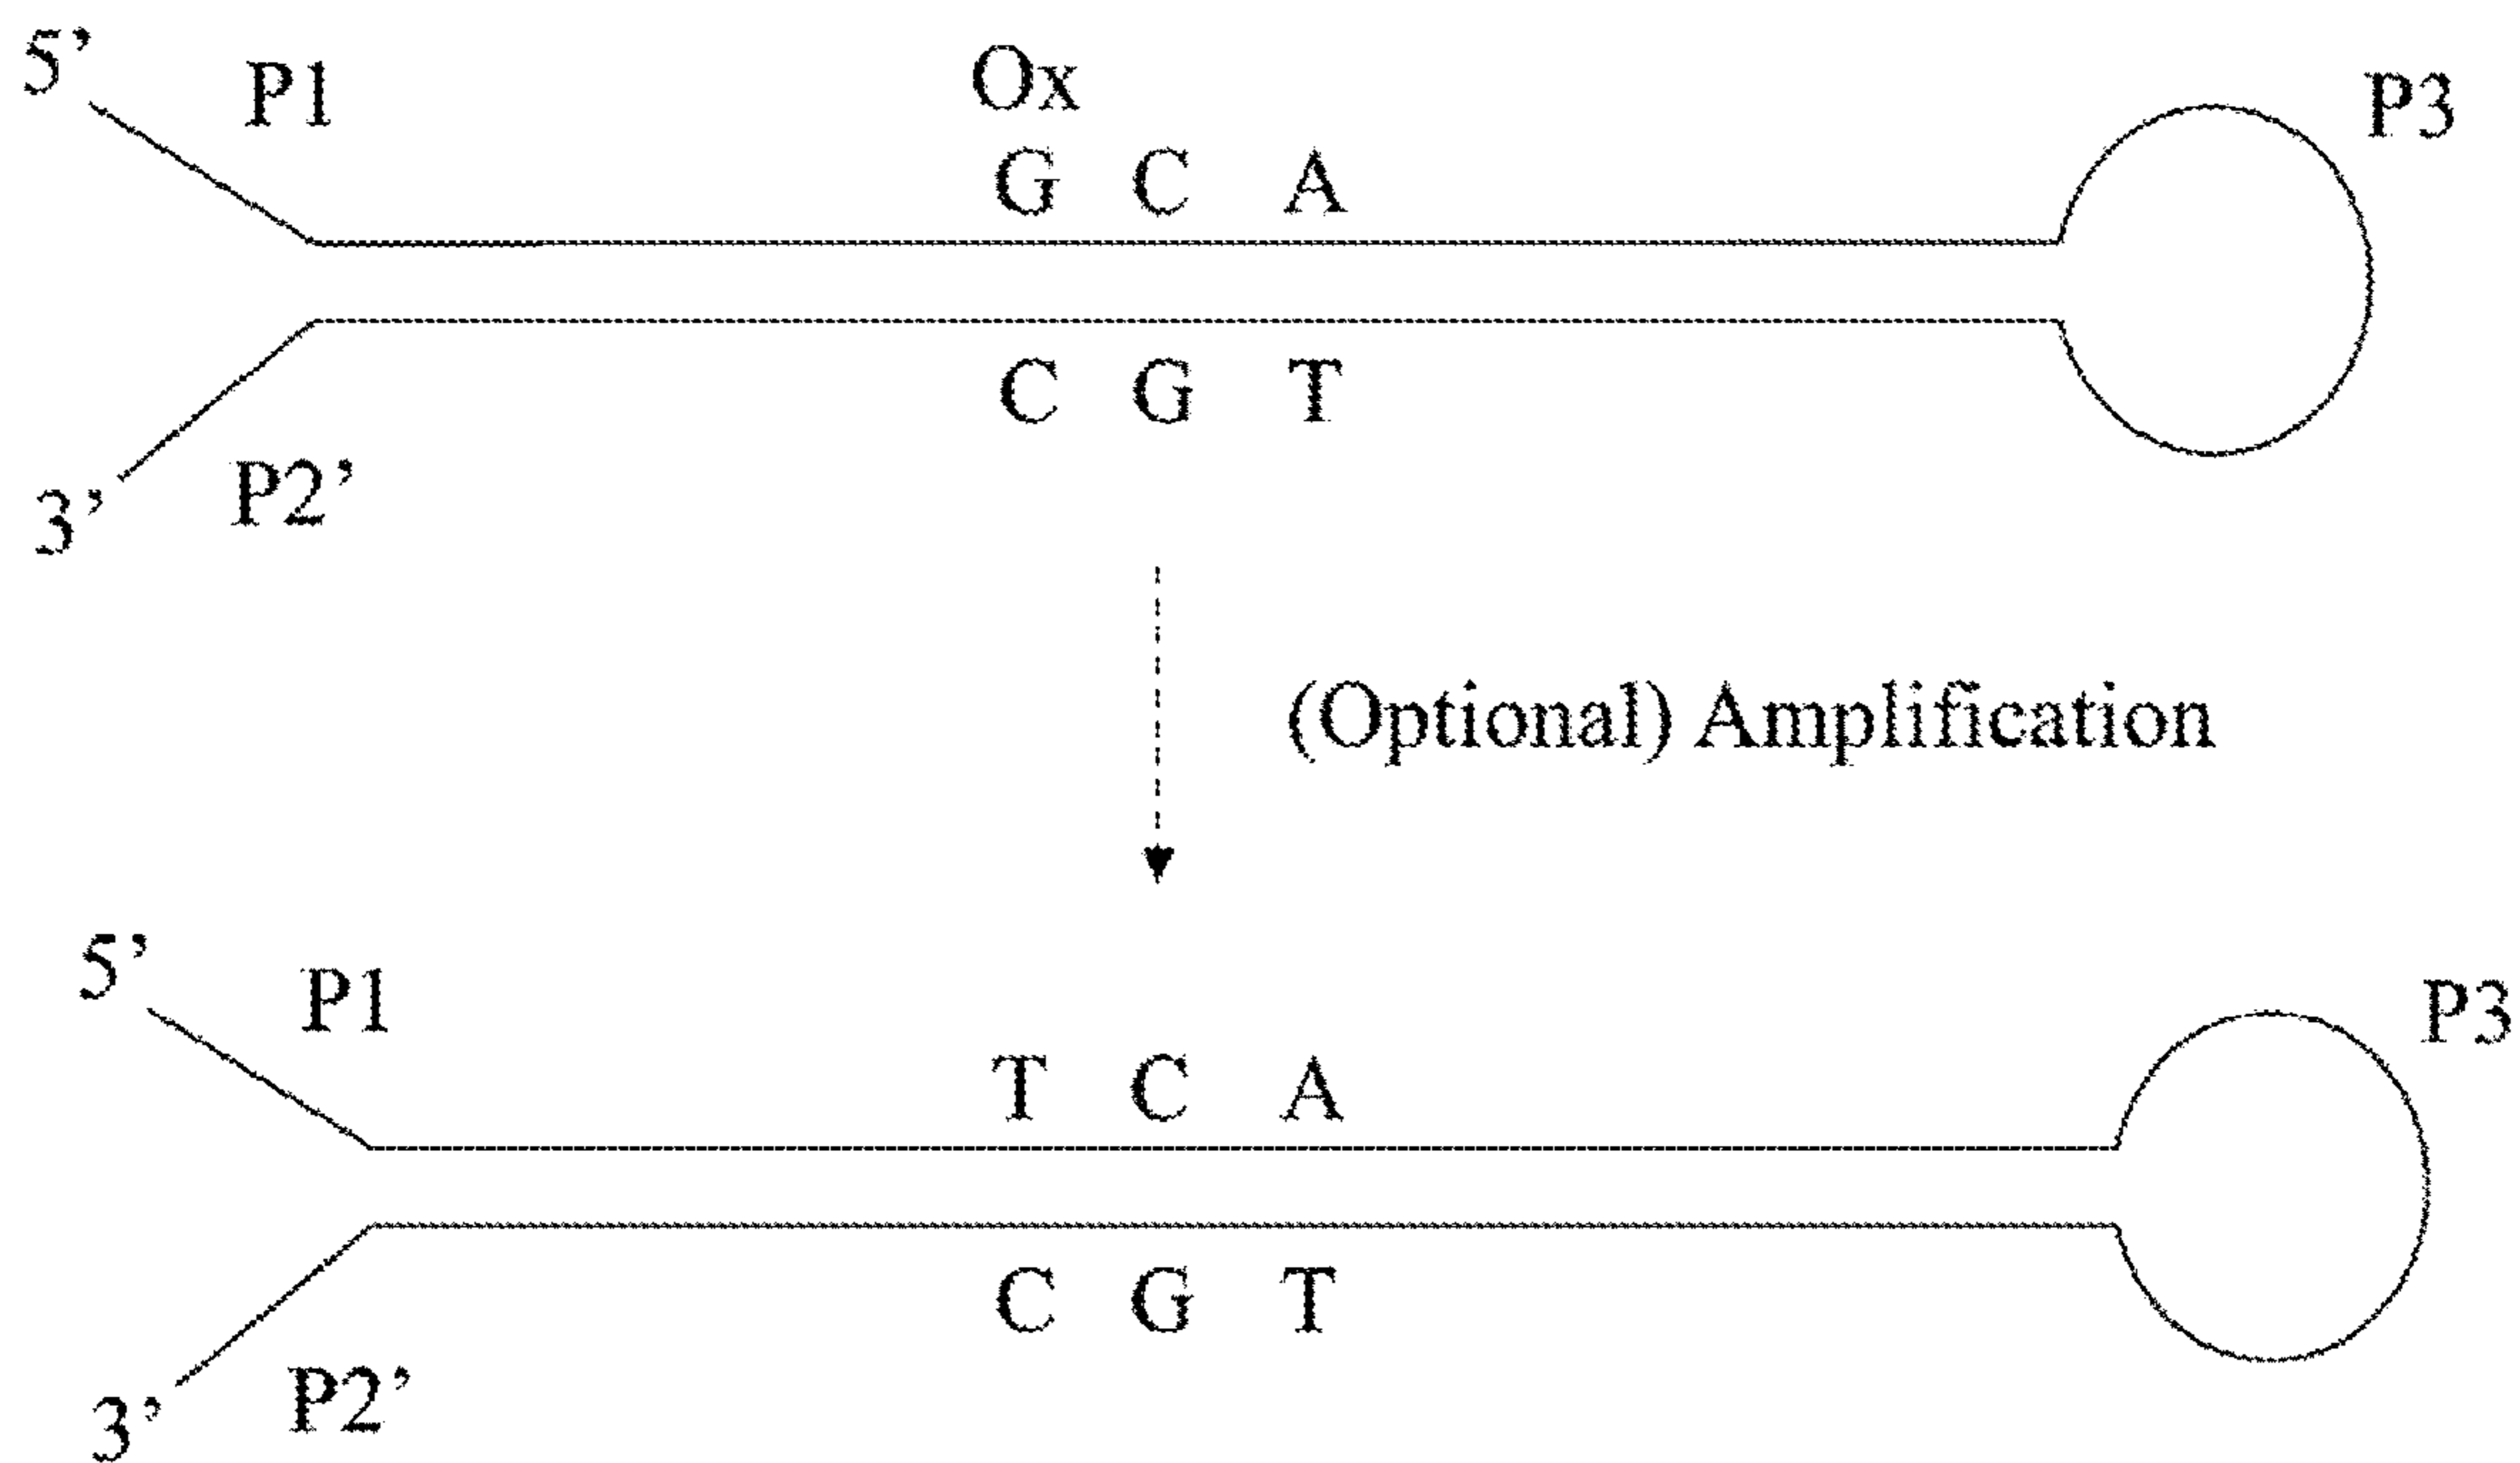 5’ P1 Ox P3
G C A
C G T
3’ P2’
(Optional) Amplification
5’ P1 P3
T C A
C G T
3’ P2’